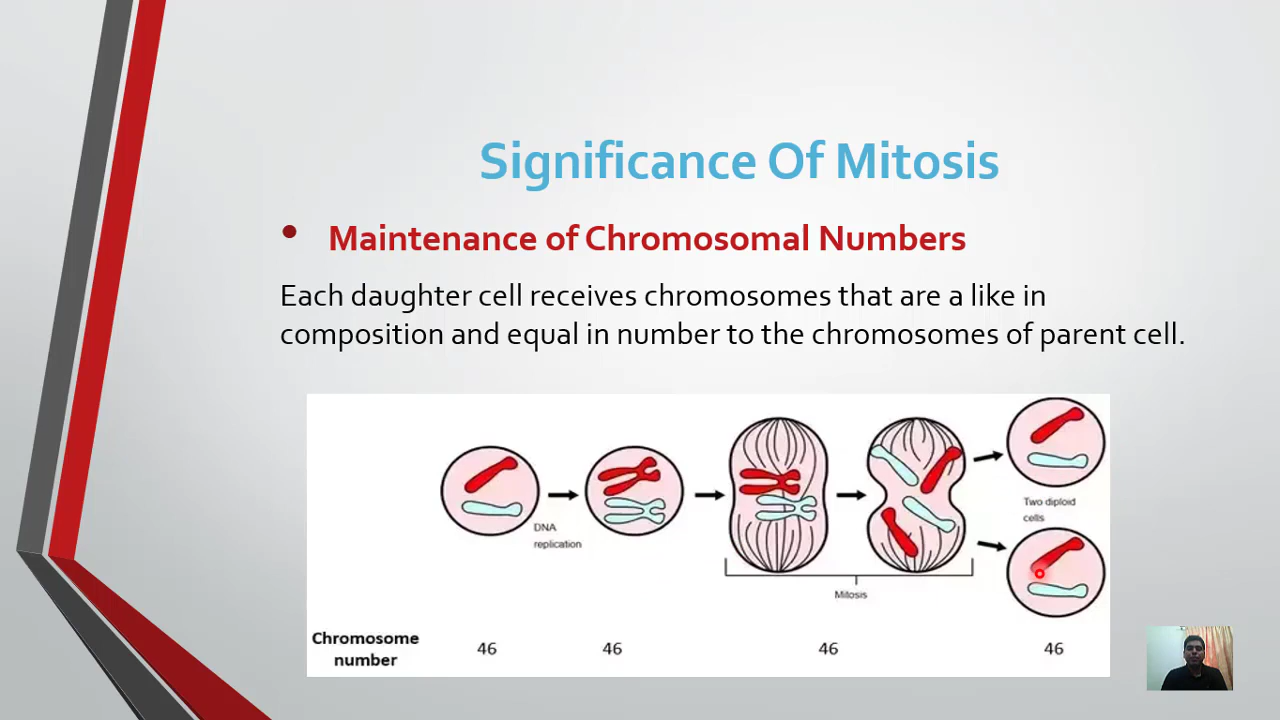 Significance Of Mitosis
• Maintenance of Chromosomal Numbers
Each daughter cell receives chromosomes that are a like in
composition and equal in number to the chromosomes of parent cell.
DNA
replication
Mitosis
Two diploid
cells
Chromosome
number
46 46 46 46